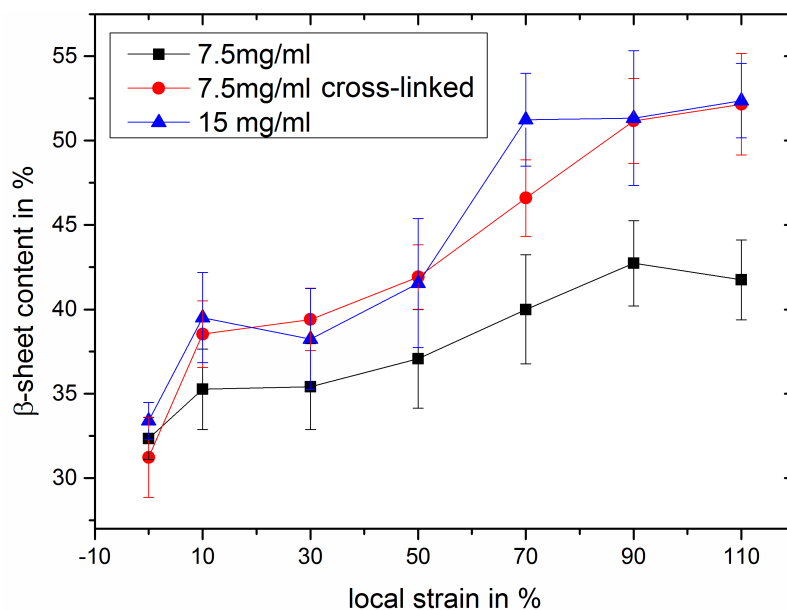 7.5mg/ml
7.5mg/ml cross-linked
15 mg/ml
β-sheet content in %
55
50
45
40
35
30
-10 10 30 50 70 90 110
local strain in %